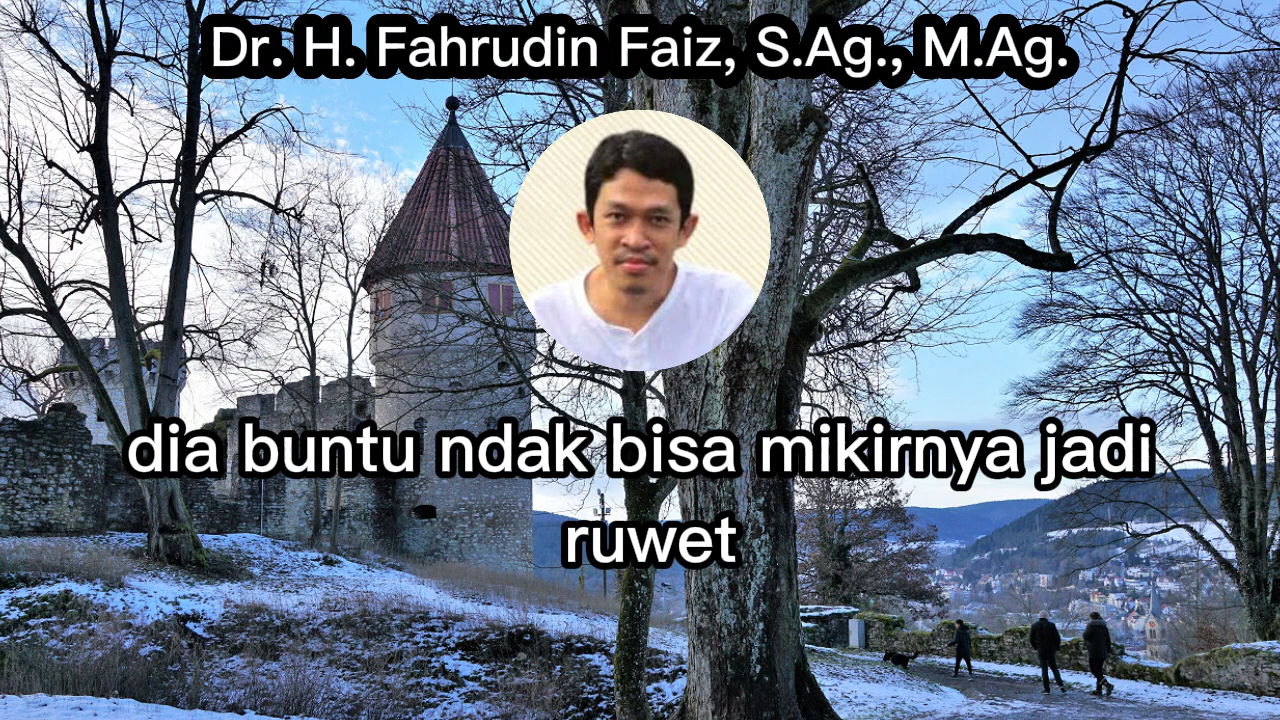 Dr. H. Fahrudin Faiz, S.Ag., M.Ag.
dia buntu ndak bisa mikirnya jadi
ruwet